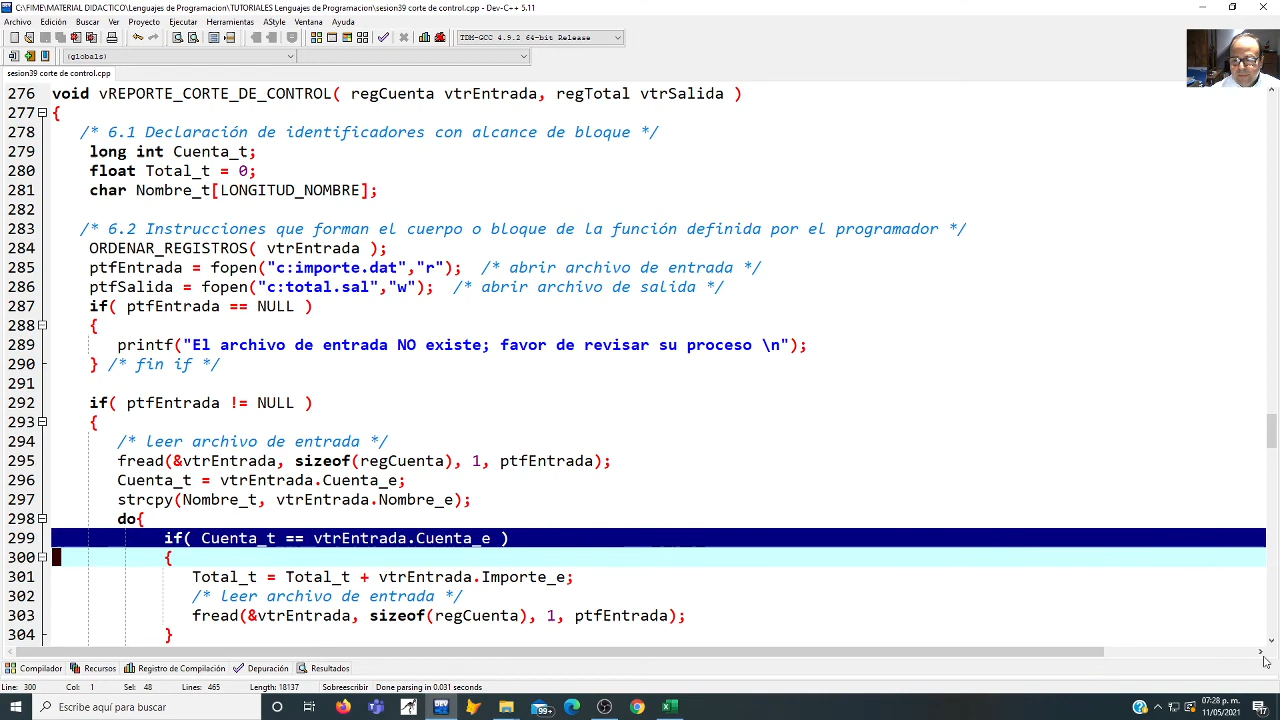 C:\FIME\MATERIAL DIDACTICO\Lenguajes de Programacion\TUTORIALES Lenguajes de Programacion\sesion39 corte de control.cpp - Dev-C++ 5.11
Archivo Edición Buscar Ver Proyecto Ejecutar Herramientas AStyle Ventana Ayuda
TDM-GCC 4.9.2 64-bit Release
(globals)
sesion39 corte de control.cpp
276 void vREPORTE_CORTE_DE_CONTROL( regCuenta vtrEntrada, regTotal vtrSalida )
277 {
278 /* 6.1 Declaración de identificadores con alcance de bloque */
279 long int Cuenta_t;
280 float Total_t = 0;
281 char Nombre_t[LONGITUD_NOMBRE];
282
283 /* 6.2 Instrucciones que forman el cuerpo o bloque de la función definida por el programador */
284 ORDENAR_REGISTROS( vtrEntrada );
285 ptfEntrada = fopen("c:importe.dat","r"); /* abrir archivo de entrada */
286 ptfSalida = fopen("c:total.sal","w"); /* abrir archivo de salida */
287 if( ptfEntrada == NULL )
288 {
289 printf("El archivo de entrada NO existe; favor de revisar su proceso \n");
290 } /* fin if */
291
292 if( ptfEntrada != NULL )
293 {
294 /* leer archivo de entrada */
295 fread(&vtrEntrada, sizeof(regCuenta), 1, ptfEntrada);
296 Cuenta_t = vtrEntrada.Cuenta_e;
297 strcpy(Nombre_t, vtrEntrada.Nombre_e);
298 do{
299 if( Cuenta_t == vtrEntrada.Cuenta_e )
300 {
301 Total_t = Total_t + vtrEntrada.Importe_e;
302 /* leer archivo de entrada */
303 fread(&vtrEntrada, sizeof(regCuenta), 1, ptfEntrada);
304 }
Compilador Recursos Registro de Compilación Depuración Resultados
Line: 300 Col: 1 Sel: 48 Lines: 465 Length: 18137 Sobreescribir Done parsing in 0.031 seconds
Escribe aquí para buscar 99+ 07:28 p. m.
11/05/2021 17